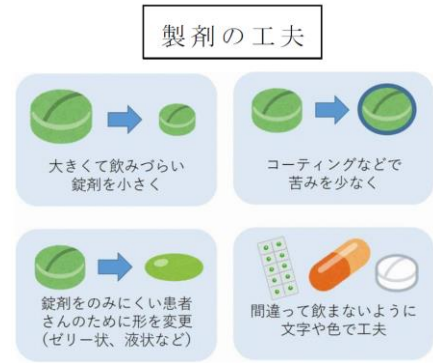 製剤の工夫
大きくて飲みづらい
錠剤を小さく
コーティングなどで
苦みを少なく
錠剤をのみにくい患者
さんのために形を変更
(ゼリー状、液状など)
間違って飲まないように
文字や色で工夫